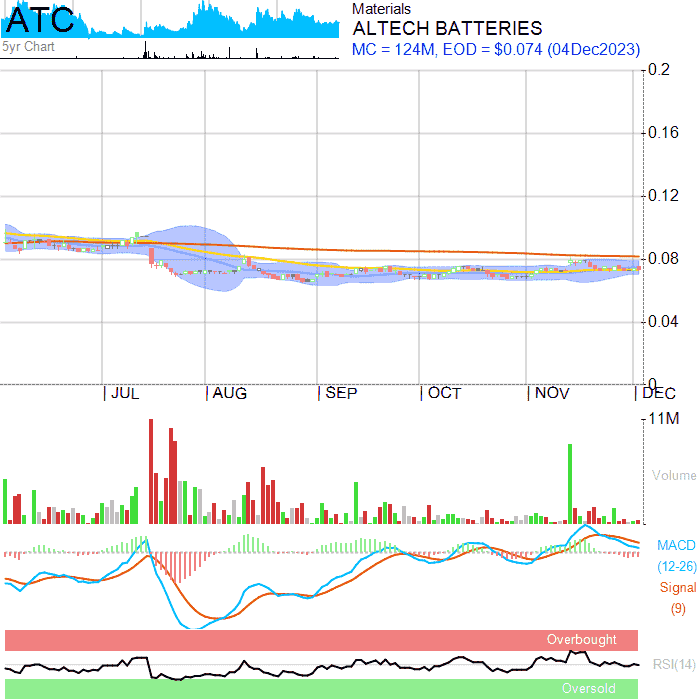 ATC
5yr Chart
Materials
ALTECH BATTERIES
MC = 124M, EOD = $0.074 (04Dec2023)
0.2
0.16
0.12
0.08
0.04
0
JUL AUG SEP OCT NOV DEC
11M
Volume
MACD
(12-26)
Signal
(9)
Overbought
RSI(14)
Oversold